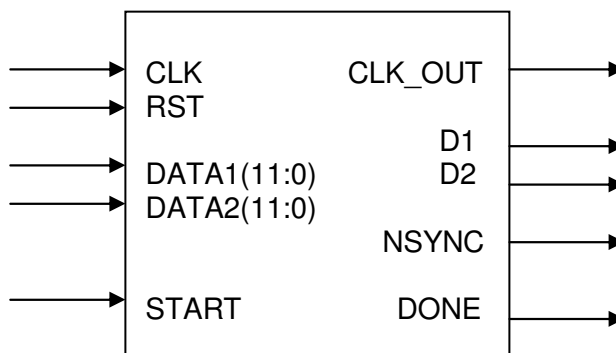 CLK CLK_OUT
RST
D1
DATA1(11:0) D2
DATA2(11:0)
NSYNC
START DONE